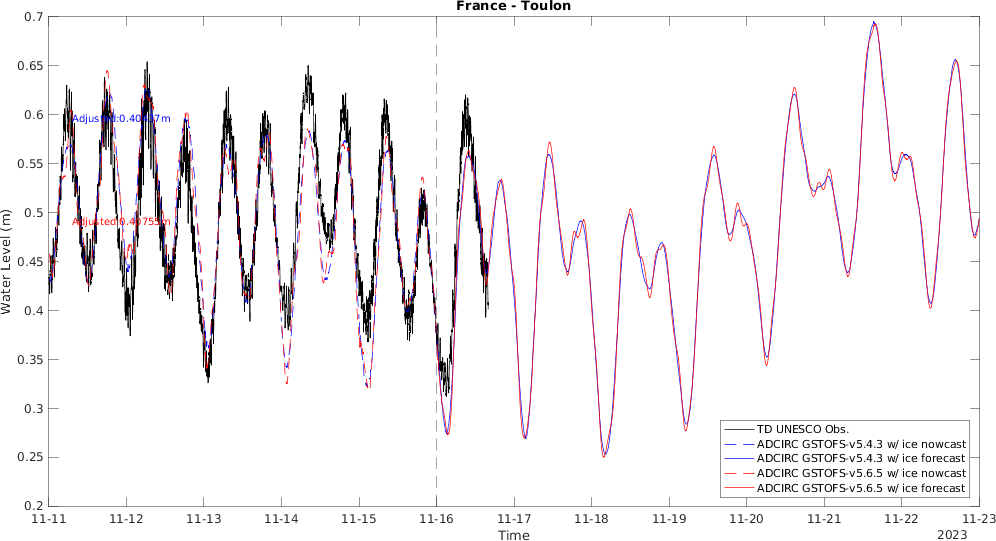 France - Toulon
0.7
0.65
0.6
0.55
0.5
0.45
0.4
0.35
0.3
0.25
0.2
Water Level (m)
TD UNESCO Obs.
ADCIRC GSTOFS-v5.4.3 w/ ice nowcast
ADCIRC GSTOFS-v5.4.3 w/ ice forecast
ADCIRC GSTOFS-v5.6.5 w/ ice nowcast
ADCIRC GSTOFS-v5.6.5 w/ ice forecast
11-11 11-12 11-13 11-14 11-15 11-16 11-17 11-18 11-19 11-20 11-21 11-22 11-23
Time
2023